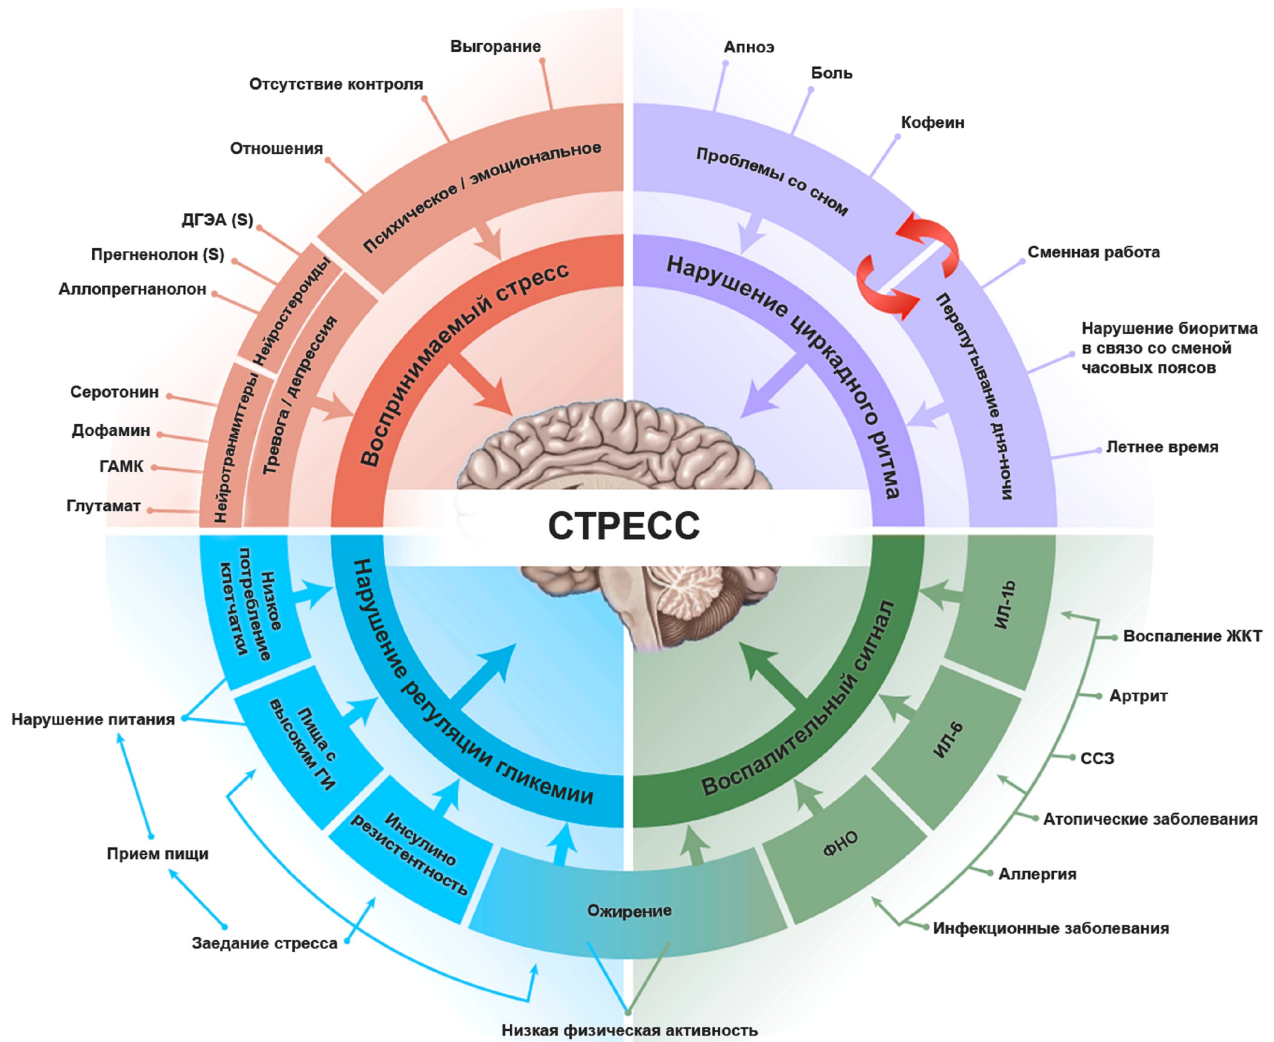 Выгорание
Отсутствие контроля
Отношения
ДГЭА (S)
Прегненолон (S)
Аллопрегнанолон
Серотонин
Дофамин
ГАМК
Глутамат
Психическое / эмоциональное
Нейростероиды
Нейротранмиттеры
Тревога / депрессия
Воспринимаемый стресс
Апноэ
Боль
Кофеин
Проблемы со сном
Нарушение циркадного ритма
Перепутывание дня-ночи
Сменная работа
Нарушение биоритма
в связо со сменой
часовых поясов
Летнее время
СТРЕСС
Низкое
потребление
клетчатки
Пища с
высоким ГИ
Инсулино
резистентность
Ожирение
Нарушение регуляции гликемии
Нарушение питания
Прием пищи
Заедание стресса
Низкая физическая активность
Воспалительный сигнал
ИЛ-1b
ИЛ-6
ФНО
Воспаление ЖКТ
Артрит
ССЗ
Атопические заболевания
Аллергия
Инфекционные заболевания